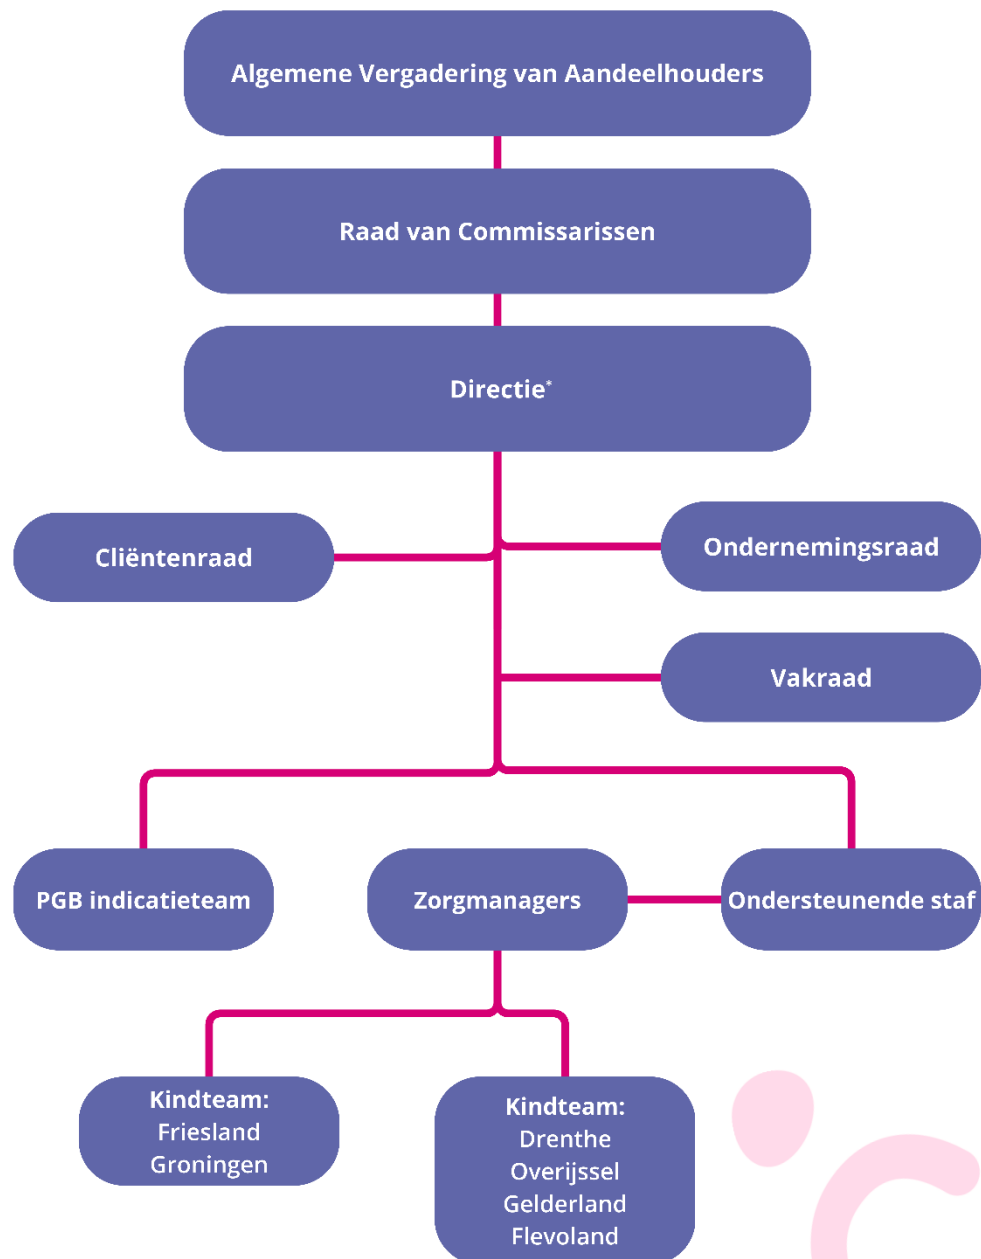 Algemene Vergadering van Aandeelhouders
Raad van Commissarissen
Directie*
Cliëntenraad
Ondernemingsraad
Vakraad
PGB indicatieteam
Zorgmanagers
Ondersteunende staf
Kindteam:
Friesland
Groningen
Kindteam:
Drenthe
Overijssel
Gelderland
Flevoland